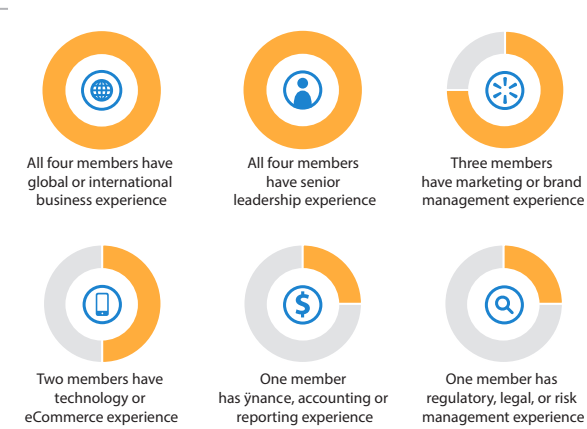 All four members have
global or international
business experience
All four members
have senior
leadership experience
Three members
have marketing or brand
management experience
Two members have
technology or
eCommerce experience
$
One member
has ÿnance, accounting or
reporting experience
One member has
regulatory, legal, or risk
management experience